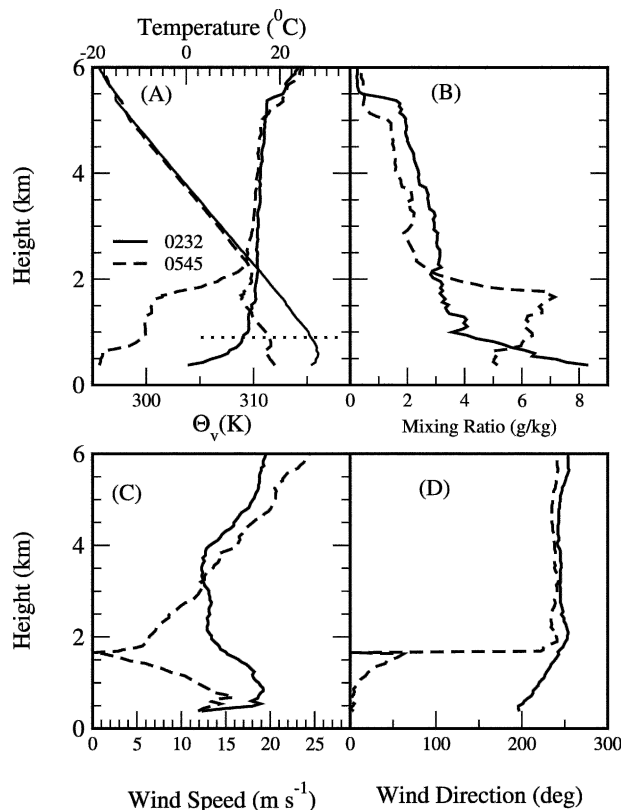 Temperature (⁰C)
-20 0 20
(A) (B)
6
4
2
0
Height (km)
0232
0545
300 310
0 2 4 6 8
Θv(K) Mixing Ratio (g/kg)
(C) (D)
6
4
2
0
Height (km)
0 5 10 15 20 25 0 100 200 300
Wind Speed (m s⁻¹) Wind Direction (deg)